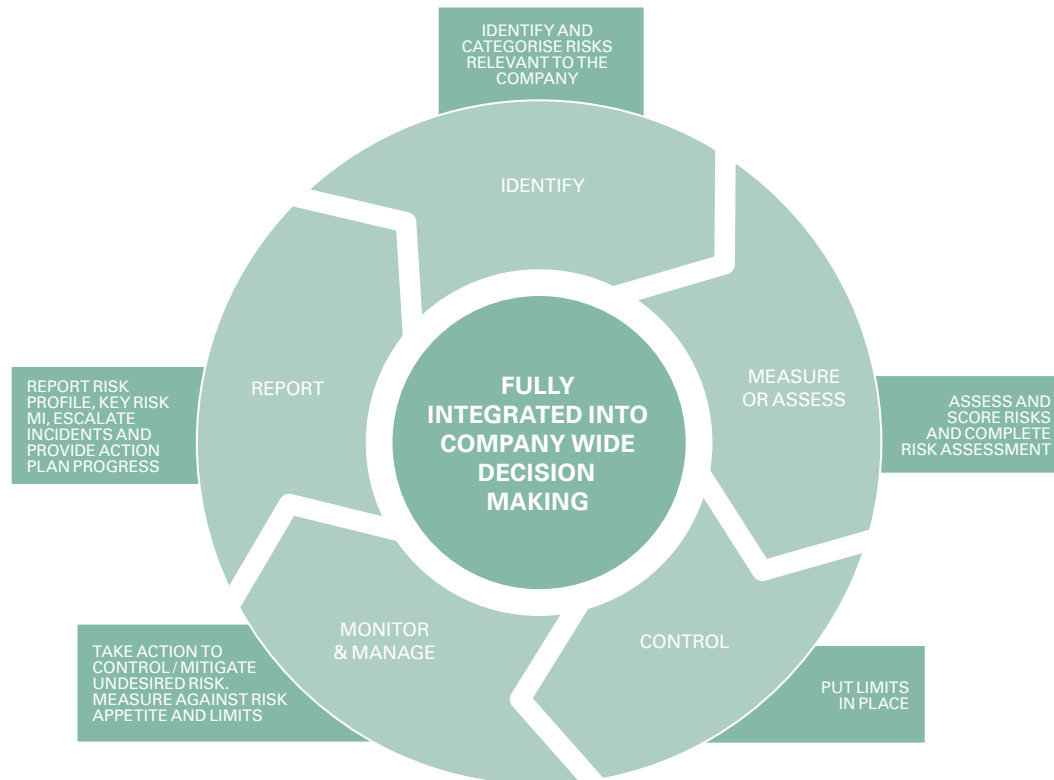 IDENTIFY AND
CATEGORISE RISKS
RELEVANT TO THE
COMPANY
IDENTIFY
MEASURE
OR ASSESS
ASSESS AND
SCORE RISKS
AND COMPLETE
RISK ASSESSMENT
CONTROL
PUT LIMITS
IN PLACE
MONITOR
& MANAGE
TAKE ACTION TO
CONTROL / MITIGATE
UNDESIRED RISK.
MEASURE AGAINST RISK
APPETITE AND LIMITS
REPORT
REPORT RISK
PROFILE, KEY RISK
MI, ESCALATE
INCIDENTS AND
PROVIDE ACTION
PLAN PROGRESS
FULLY
INTEGRATED INTO
COMPANY WIDE
DECISION
MAKING